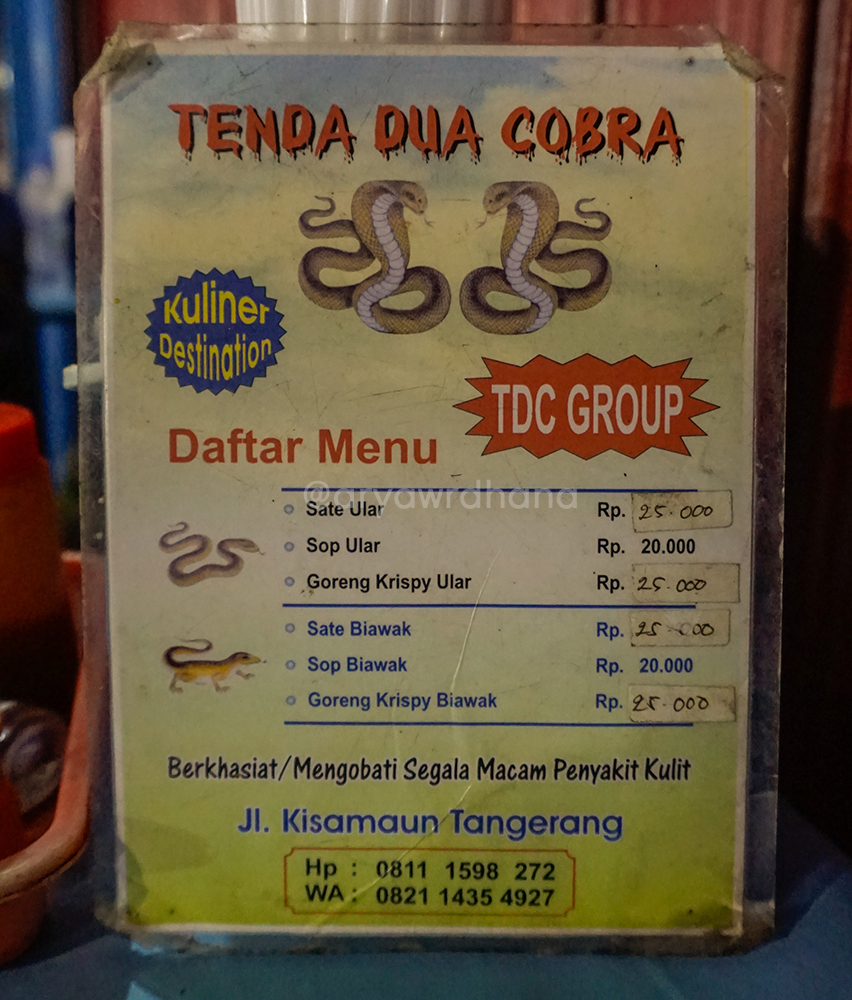 TENDA DUA COBRA
Kuliner
Destination
TDC GROUP
Daftar Menu
@aryawrdhana
Sate Ular Rp. 25.000
Sop Ular Rp. 20.000
Goreng Krispy Ular Rp. 25.000
Sate Biawak Rp. 25.000
Sop Biawak Rp. 20.000
Goreng Krispy Biawak Rp. 25.000
Berkhasiat/Mengobati Segala Macam Penyakit Kulit
Jl. Kisamaun Tangerang
Hp : 0811 1598 272
WA : 0821 1435 4927